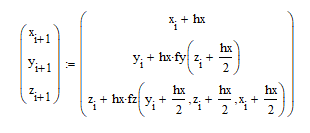 x_{i+1}
y_{i+1}
z_{i+1}
:=
x_i + hx
y_i + hx·fy(z_i + hx/2)
z_i + hx·fz(y_i + hx/2, z_i + hx/2, x_i + hx/2)